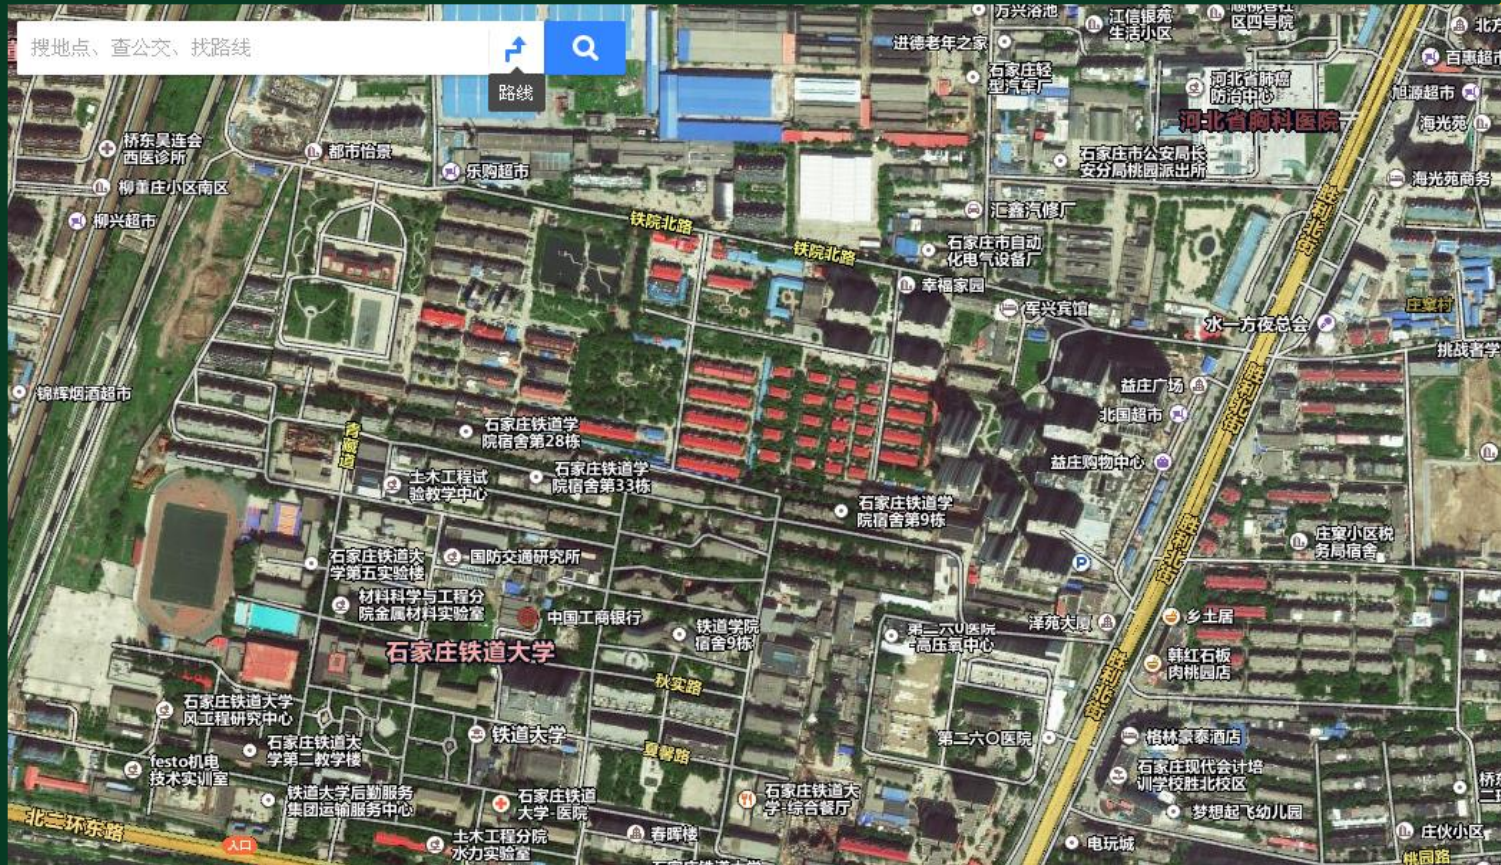 搜地点、查公交、找路线
路线
万兴浴池
江信银苑
生活小区
区四号院
进德老年之家
石家庄轻
型汽车厂
河北省肺癌
防治中心
河北省胸科医院
百惠超市
旭源超市
海光苑
桥东吴连会
西医诊所
都市怡景
乐购超市
石家庄市公安局长
安分局桃园派出所
海光苑商务
柳董庄小区南区
柳兴超市
铁院北路
铁院北路
汇鑫汽修厂
胜利北街
石家庄市自动
化电气设备厂
幸福家园
军兴宾馆
水一方夜总会
庄窠村
挑战者学
锦辉烟酒超市
益庄广场
北国超市
胜利北街
石家庄铁道学
院宿舍第28栋
青藏道
益庄购物中心
土木工程试
验教学中心
石家庄铁道学
院宿舍第33栋
石家庄铁道学
院宿舍第9栋
胜利北街
庄窠小区税
务局宿舍
石家庄铁道大
学第五实验楼
国防交通研究所
P
材料科学与工程分
院金属材料实验室
中国工商银行
铁道学院
宿舍9栋
第二六0医院
-高压氧中心
泽苑大厦
乡土居
石家庄铁道大学
韩红石板
肉桃园店
秋实路
胜利北街
石家庄铁道大学
风工程研究中心
铁道大学
第二六〇医院
格林豪泰酒店
石家庄铁道大
学第二教学楼
夏馨路
festo机电
技术实训室
石家庄现代会计培
训学校胜北校区
铁道大学后勤服务
集团运输服务中心
石家庄铁道
大学-医院
石家庄铁道大
学-综合餐厅
梦想起飞幼儿园
北二环东路
入口
土木工程分院
水力实验室
春晖楼
电玩城
庄伙小区
桃园路